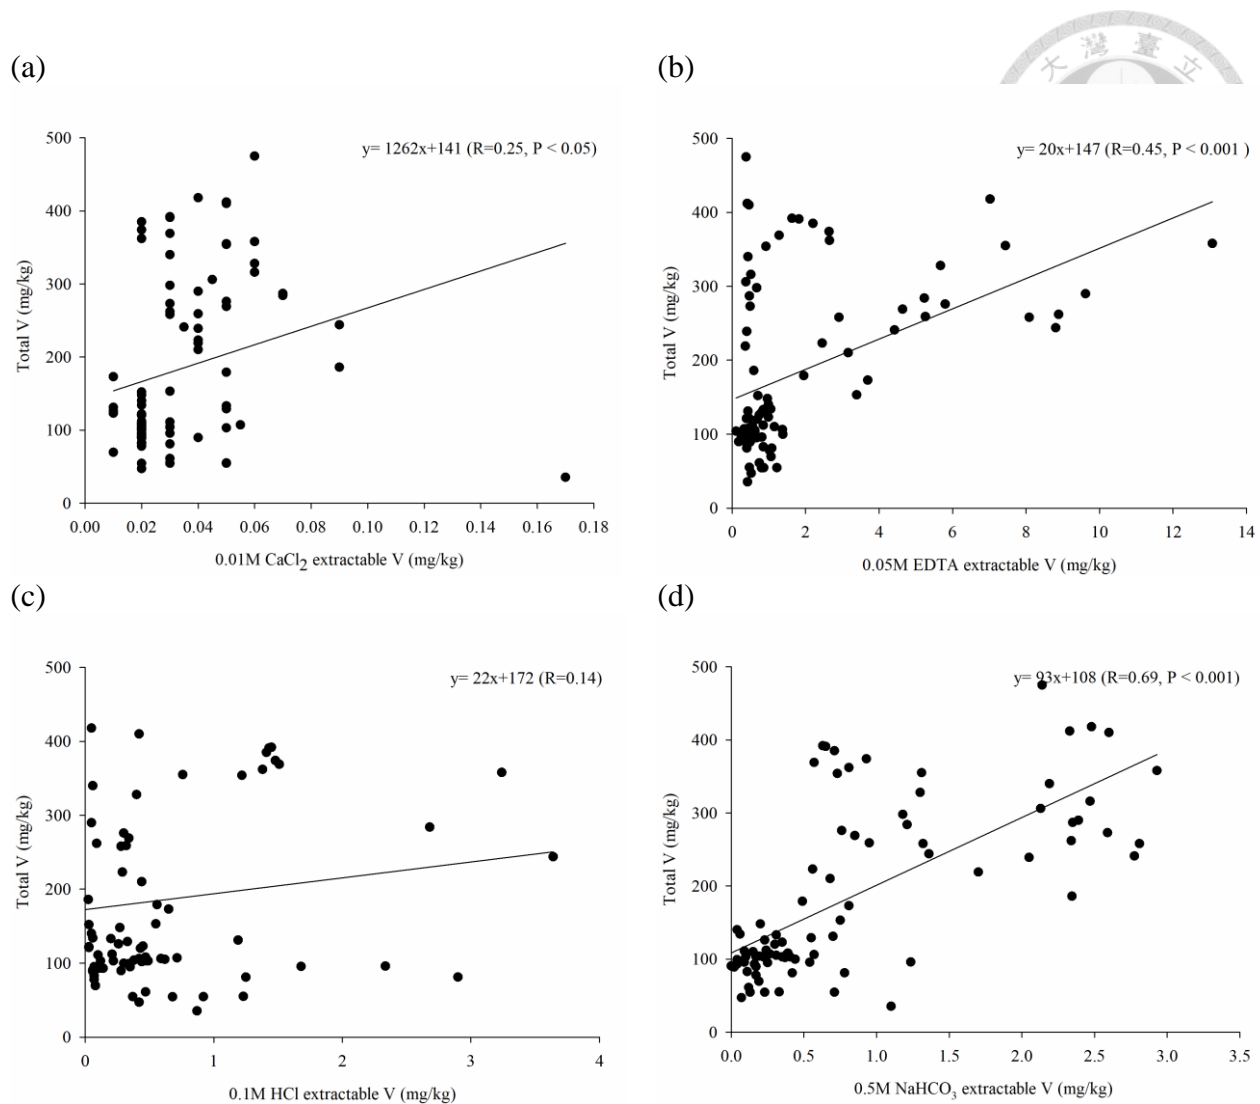 大 灣 臺 立
(a)
(b)
y= 1262x+141 (R=0.25, P < 0.05)
500
400
300
200
100
0
Total V (mg/kg)
0.00 0.02 0.04 0.06 0.08 0.10 0.12 0.14 0.16 0.18
0.01M CaCl2 extractable V (mg/kg)
y= 20x+147 (R=0.45, P < 0.001 )
500
400
300
200
100
0
Total V (mg/kg)
0 2 4 6 8 10 12 14
0.05M EDTA extractable V (mg/kg)
(c)
(d)
y= 22x+172 (R=0.14)
500
400
300
200
100
0
Total V (mg/kg)
0 1 2 3 4
0.1M HCl extractable V (mg/kg)
y= 93x+108 (R=0.69, P < 0.001)
500
400
300
200
100
0
Total V (mg/kg)
0.0 0.5 1.0 1.5 2.0 2.5 3.0 3.5
0.5M NaHCO3 extractable V (mg/kg)